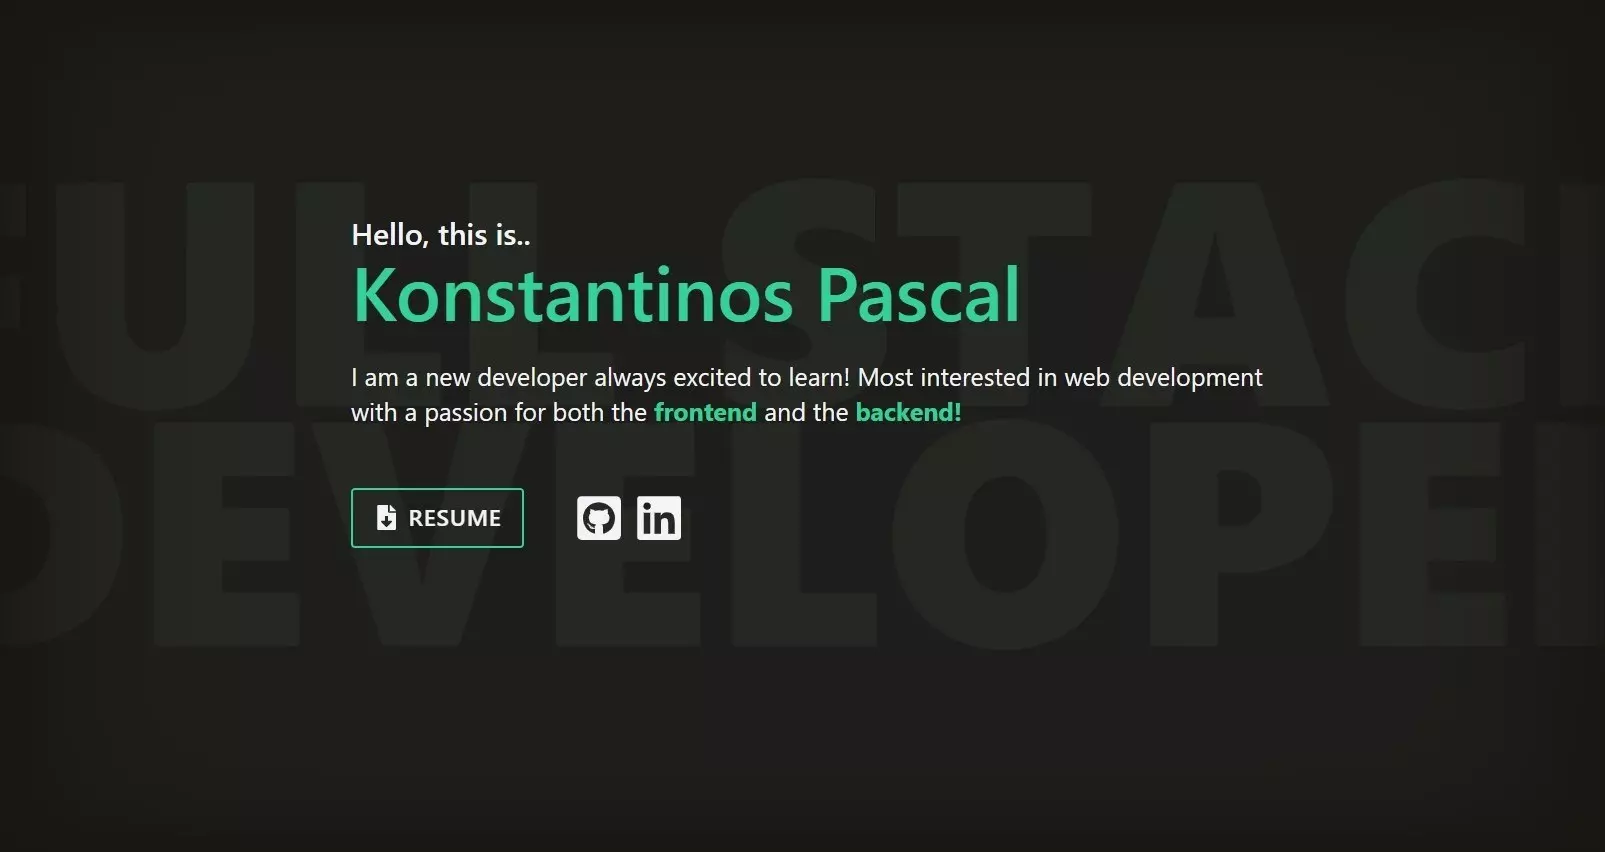 Hello, this is..
Konstantinos Pascal
I am a new developer always excited to learn! Most interested in web development
with a passion for both the frontend and the backend!
RESUME
in
FULL STACK
DEVELOPER